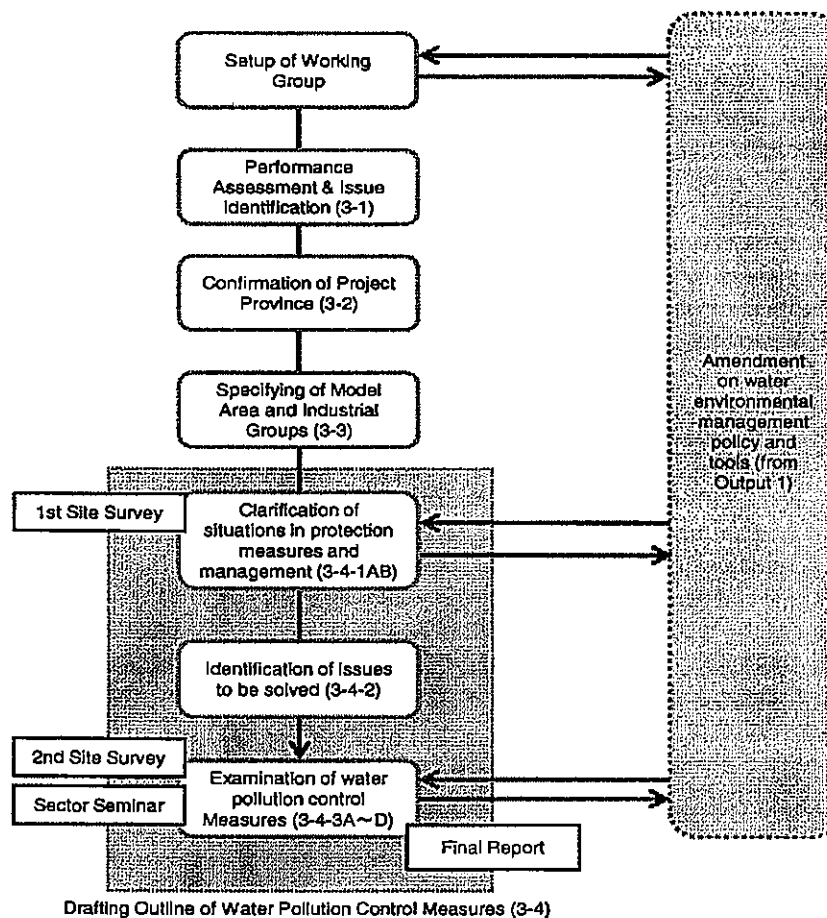 Setup of Working
Group
Performance
Assessment & Issue
Identification (3-1)
Confirmation of Project
Province (3-2)
Specifying of Model
Area and Industrial
Groups (3-3)
Amendment
on water
environmental
management
policy and
tools (from
Output 1)
1st Site Survey
Clarification of
situations in protection
measures and
management (3-4-1AB)
Identification of issues
to be solved (3-4-2)
2nd Site Survey
Sector Seminar
Examination of water
pollution control
Measures (3-4-3A～D)
Final Report
Drafting Outline of Water Pollution Control Measures (3-4)